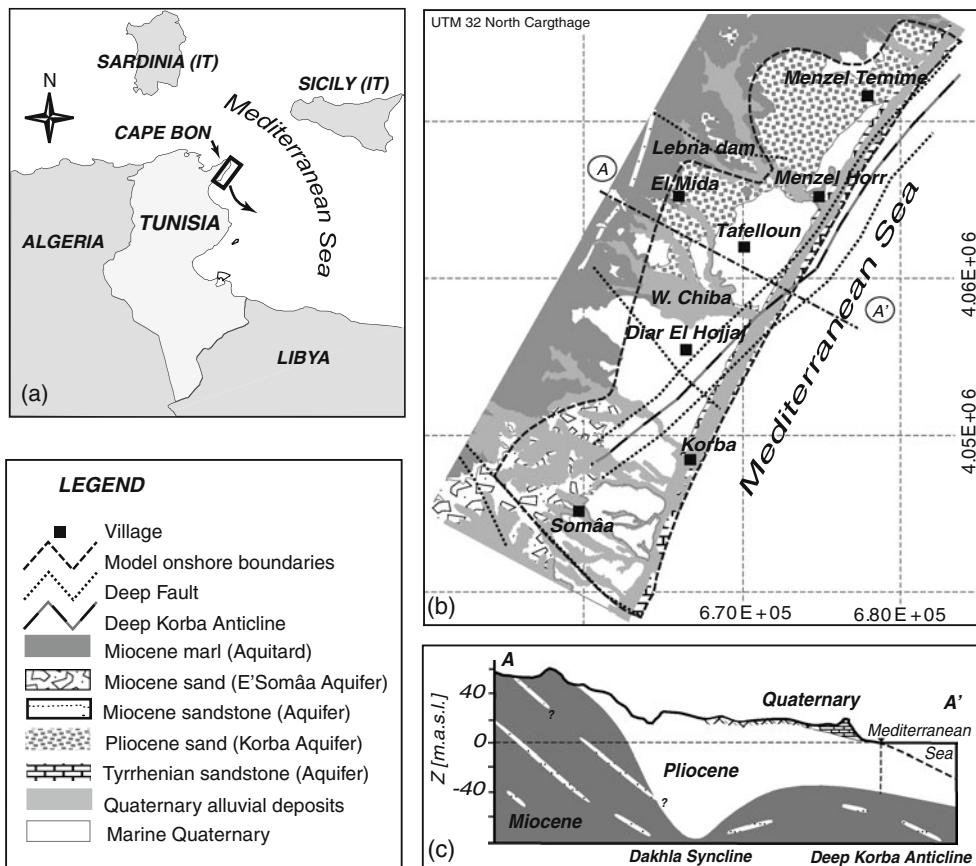 SARDINIA (IT)
SICILY (IT)
N
Mediterranean Sea
CAPE BON
TUNISIA
ALGERIA
LIBYA
(a)
UTM 32 North Cargthage
Menzel Temime
Lebna dam
A
El Mida
Menzel Horr
Tafelloun
W. Chiba
A'
Diar El Hojjaj
Mediterranean Sea
Korba
Somâa
4.06E+06
4.05E+06
6.70E+05
6.80E+05
(b)
LEGEND
Village
Model onshore boundaries
Deep Fault
Deep Korba Anticline
Miocene marl (Aquitard)
Miocene sand (E'Somâa Aquifer)
Miocene sandstone (Aquifer)
Pliocene sand (Korba Aquifer)
Tyrrhenian sandstone (Aquifer)
Quaternary alluvial deposits
Marine Quaternary
A
A'
Z [m.a.s.l.]
40
0
-40
Quaternary
Mediterranean
Sea
Pliocene
?
?
Miocene
(c)
Dakhla Syncline
Deep Korba Anticline